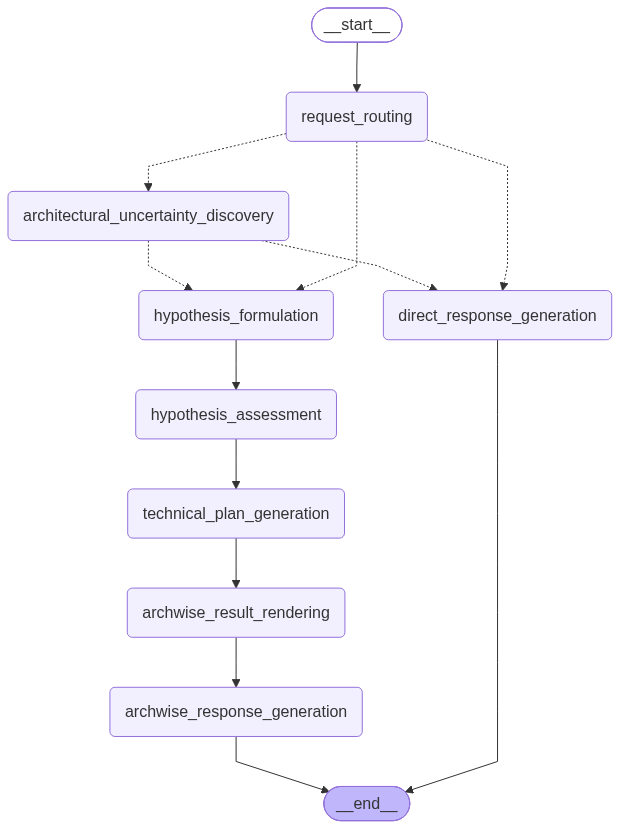 __start__
request_routing
architectural_uncertainty_discovery
hypothesis_formulation
direct_response_generation
hypothesis_assessment
technical_plan_generation
archwise_result_rendering
archwise_response_generation
__end__